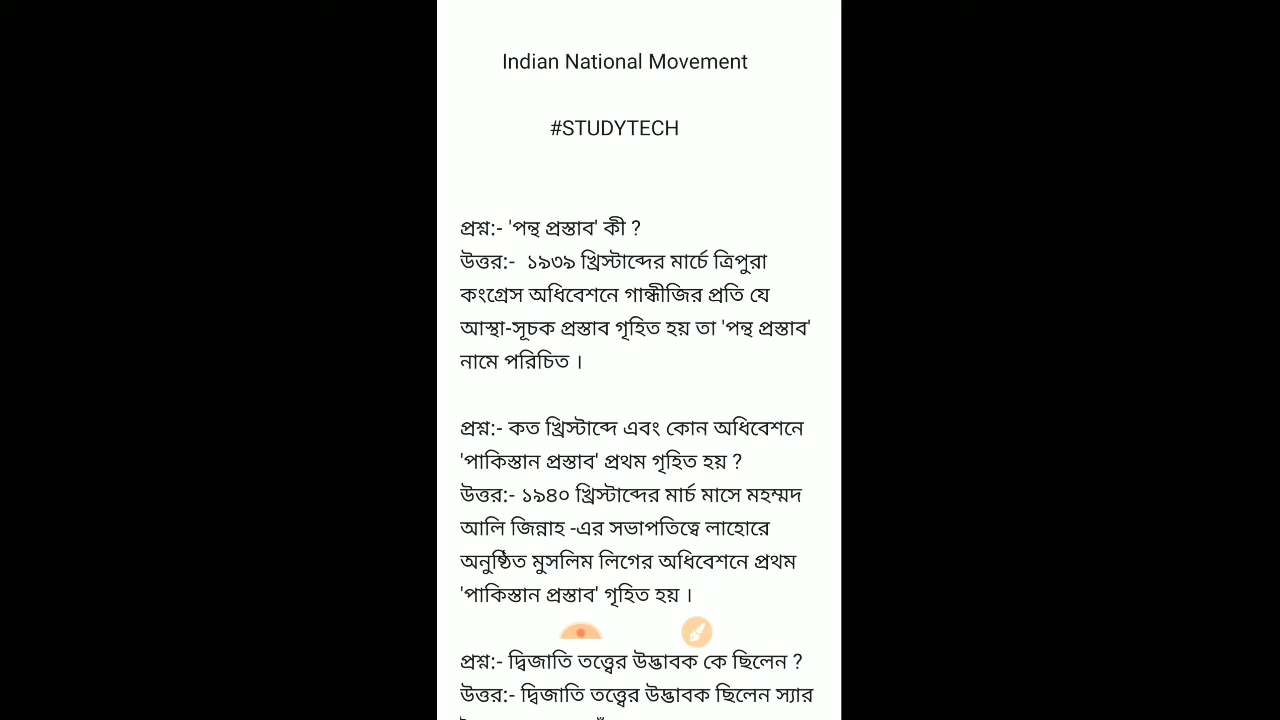 Indian National Movement
#STUDYTECH
প্রশ্ন:- 'পন্থ প্রস্তাব' কী ?
উত্তর:- ১৯৩৯ খ্রিস্টাব্দের মার্চে ত্রিপুরা
কংগ্রেস অধিবেশনে গান্ধীজির প্রতি যে
আস্থা-সূচক প্রস্তাব গৃহিত হয় তা 'পন্থ প্রস্তাব'
নামে পরিচিত ।
প্রশ্ন:- কত খ্রিস্টাব্দে এবং কোন অধিবেশনে
'পাকিস্তান প্রস্তাব' প্রথম গৃহিত হয় ?
উত্তর:- ১৯৪০ খ্রিস্টাব্দের মার্চ মাসে মহম্মদ
আলি জিন্নাহ -এর সভাপতিত্বে লাহোরে
অনুষ্ঠিত মুসলিম লিগের অধিবেশনে প্রথম
'পাকিস্তান প্রস্তাব' গৃহিত হয় ।
প্রশ্ন:- দ্বিজাতি তত্ত্বের উদ্ভাবক কে ছিলেন ?
উত্তর:- দ্বিজাতি তত্ত্বের উদ্ভাবক ছিলেন স্যার